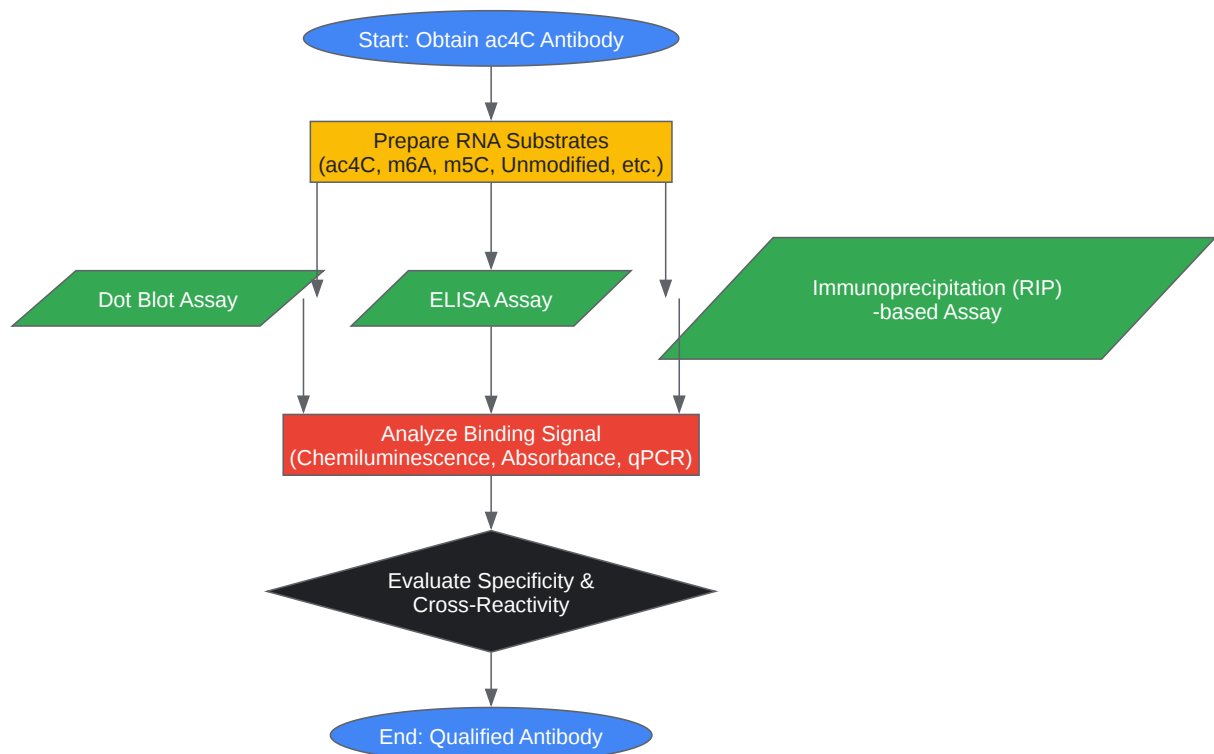 Start: Obtain ac4C Antibody
Prepare RNA Substrates
(ac4C, m6A, m5C, Unmodified, etc.)
Dot Blot Assay
ELISA Assay
Immunoprecipitation (RIP)
-based Assay
Analyze Binding Signal
(Chemiluminescence, Absorbance, qPCR)
Evaluate Specificity &
Cross-Reactivity
End: Qualified Antibody